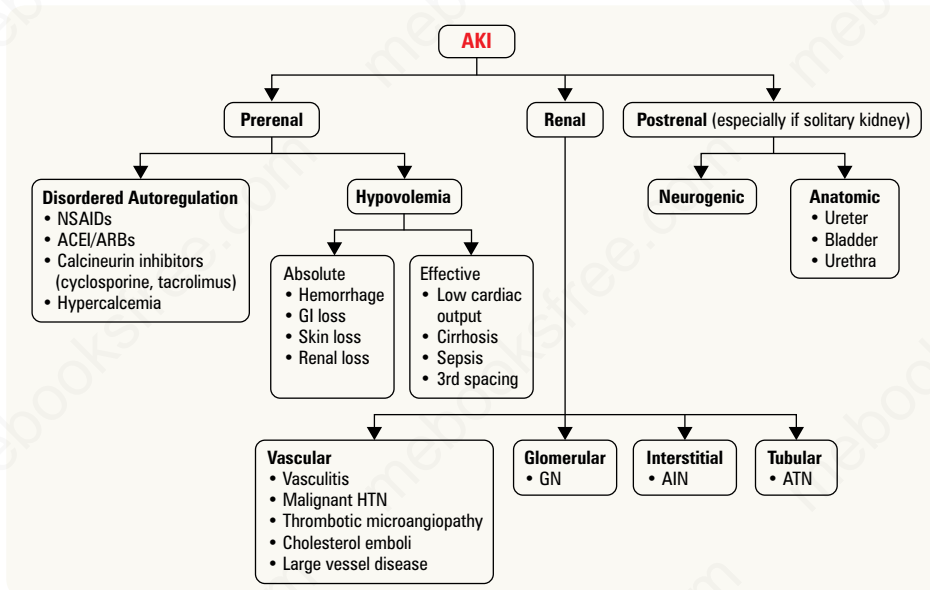 AKI
Prerenal
Renal
Postrenal (especially if solitary kidney)
Disordered Autoregulation
• NSAIDs
• ACEI/ARBs
• Calcineurin inhibitors
(cyclosporine, tacrolimus)
• Hypercalcemia
Hypovolemia
Neurogenic
Anatomic
• Ureter
• Bladder
• Urethra
Absolute
• Hemorrhage
• GI loss
• Skin loss
• Renal loss
Effective
• Low cardiac
output
• Cirrhosis
• Sepsis
• 3rd spacing
Vascular
• Vasculitis
• Malignant HTN
• Thrombotic microangiopathy
• Cholesterol emboli
• Large vessel disease
Glomerular
• GN
Interstitial
• AIN
Tubular
• ATN
mebooksfree.com